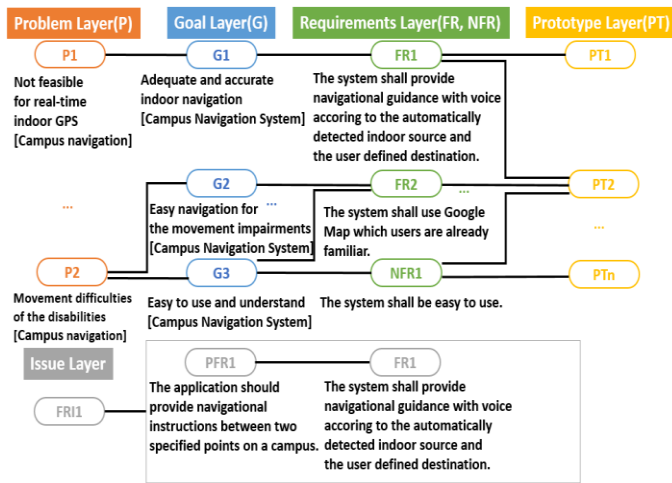 Problem Layer(P)
Goal Layer(G)
Requirements Layer(FR, NFR)
Prototype Layer(PT)
P1
G1
FR1
PT1
Not feasible
for real-time
indoor GPS
[Campus navigation]
Adequate and accurate
indoor navigation
[Campus Navigation System]
The system shall provide
navigational guidance with voice
accoring to the automatically
detected indoor source and
the user defined destination.
...
G2
FR2
PT2
Easy navigation for
...
the movement impairments
[Campus Navigation System]
...
The system shall use Google
Map which users are already
familiar.
...
P2
G3
NFR1
PTn
Movement difficulties
of the disabilities
[Campus navigation]
Easy to use and understand
[Campus Navigation System]
The system shall be easy to use.
Issue Layer
FRI1
PFR1
FR1
The application should
provide navigational
instructions between two
specified points on a campus.
The system shall provide
navigational guidance with voice
accoring to the automatically
detected indoor source and
the user defined destination.